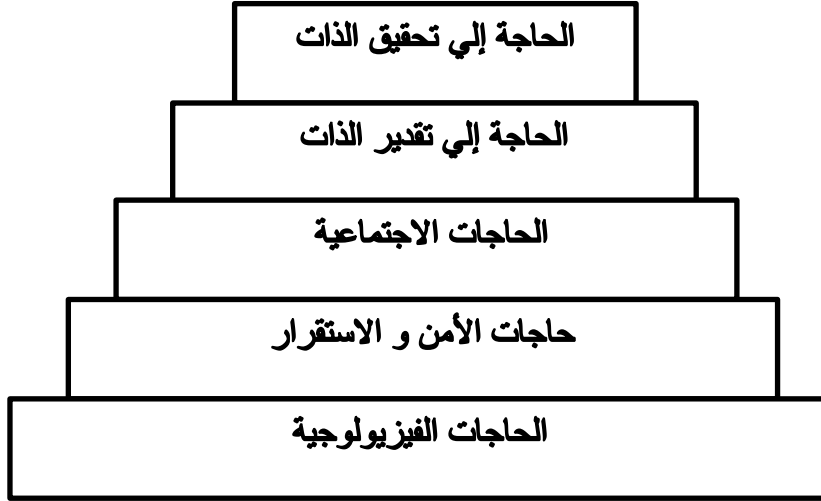 الحاجة إلي تحقيق الذات
الحاجة إلي تقدير الذات
الحاجات الاجتماعية
حاجات الأمن و الاستقرار
الحاجات الفيزيولوجية